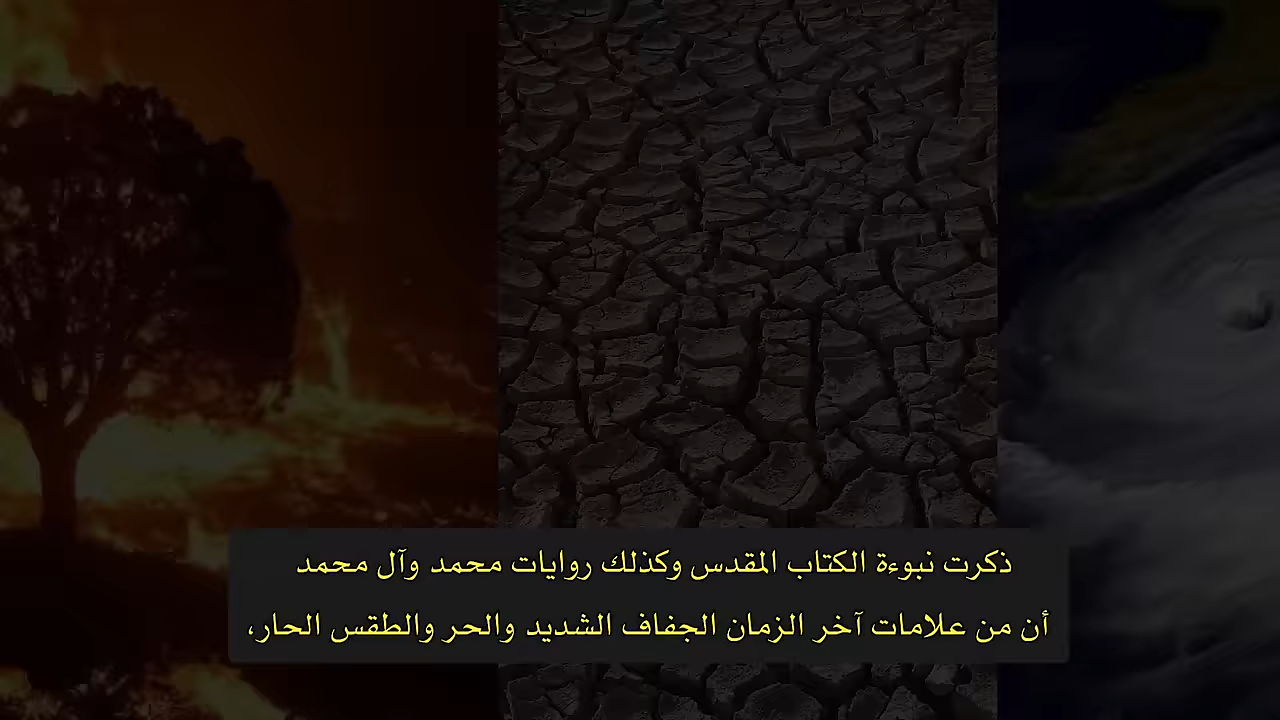 ذكرت نبوءة الكتاب المقدس وكذلك روايات محمد وآل محمد
أن من علامات آخر الزمان الجفاف الشديد والحر والطقس الحار،